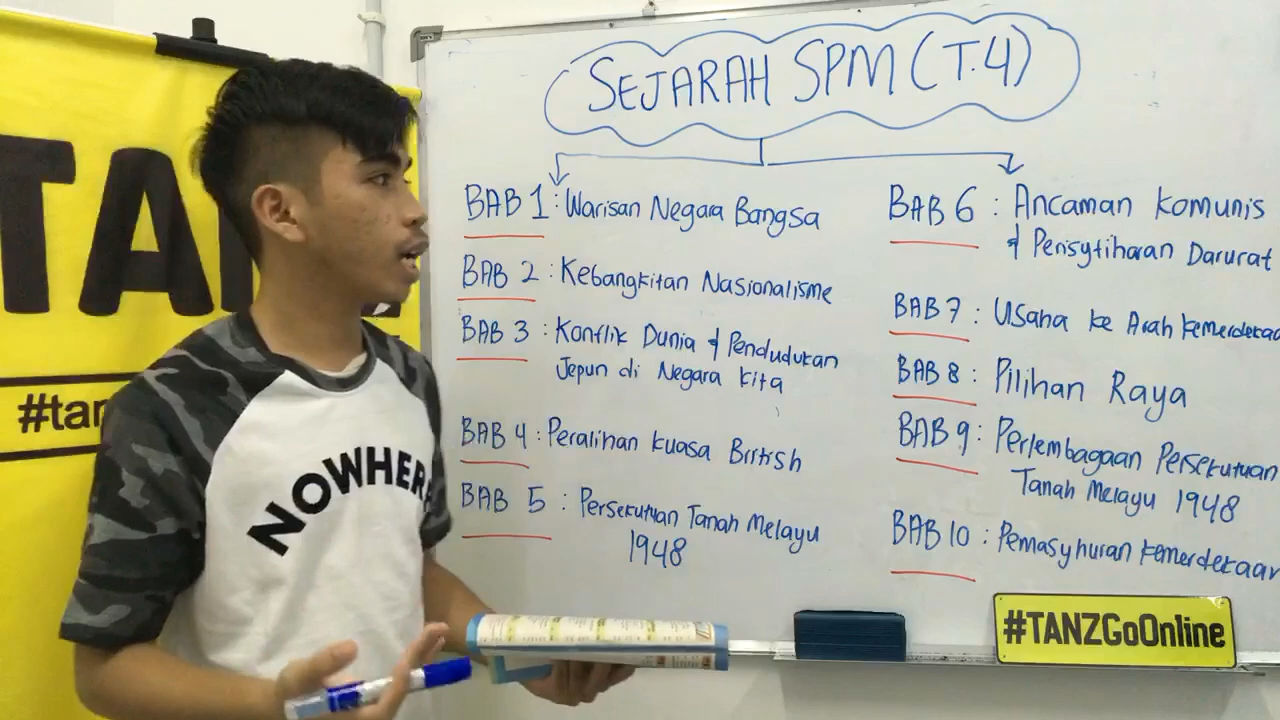 SEJARAH SPM (T.4)
BAB 1 : Warisan Negara Bangsa
BAB 2 : Kebangkitan Nasionalisme
BAB 3 : Konflik Dunia & Pendudukan
Jepun di Negara Kita
BAB 4 : Peralihan Kuasa British
BAB 5 : Persekutuan Tanah Melayu
1948
BAB 6 : Ancaman Komunis
& Perisytiharan Darurat
BAB 7 : Usaha ke Arah Kemerdekaa
BAB 8 : Pilihan Raya
BAB 9 : Perlembagaan Persekutuan
Tanah Melayu 1948
BAB 10 : Pemasyhuran Kemerdekaan
TAN
#tan
NOWHERE
#TANZGoOnline